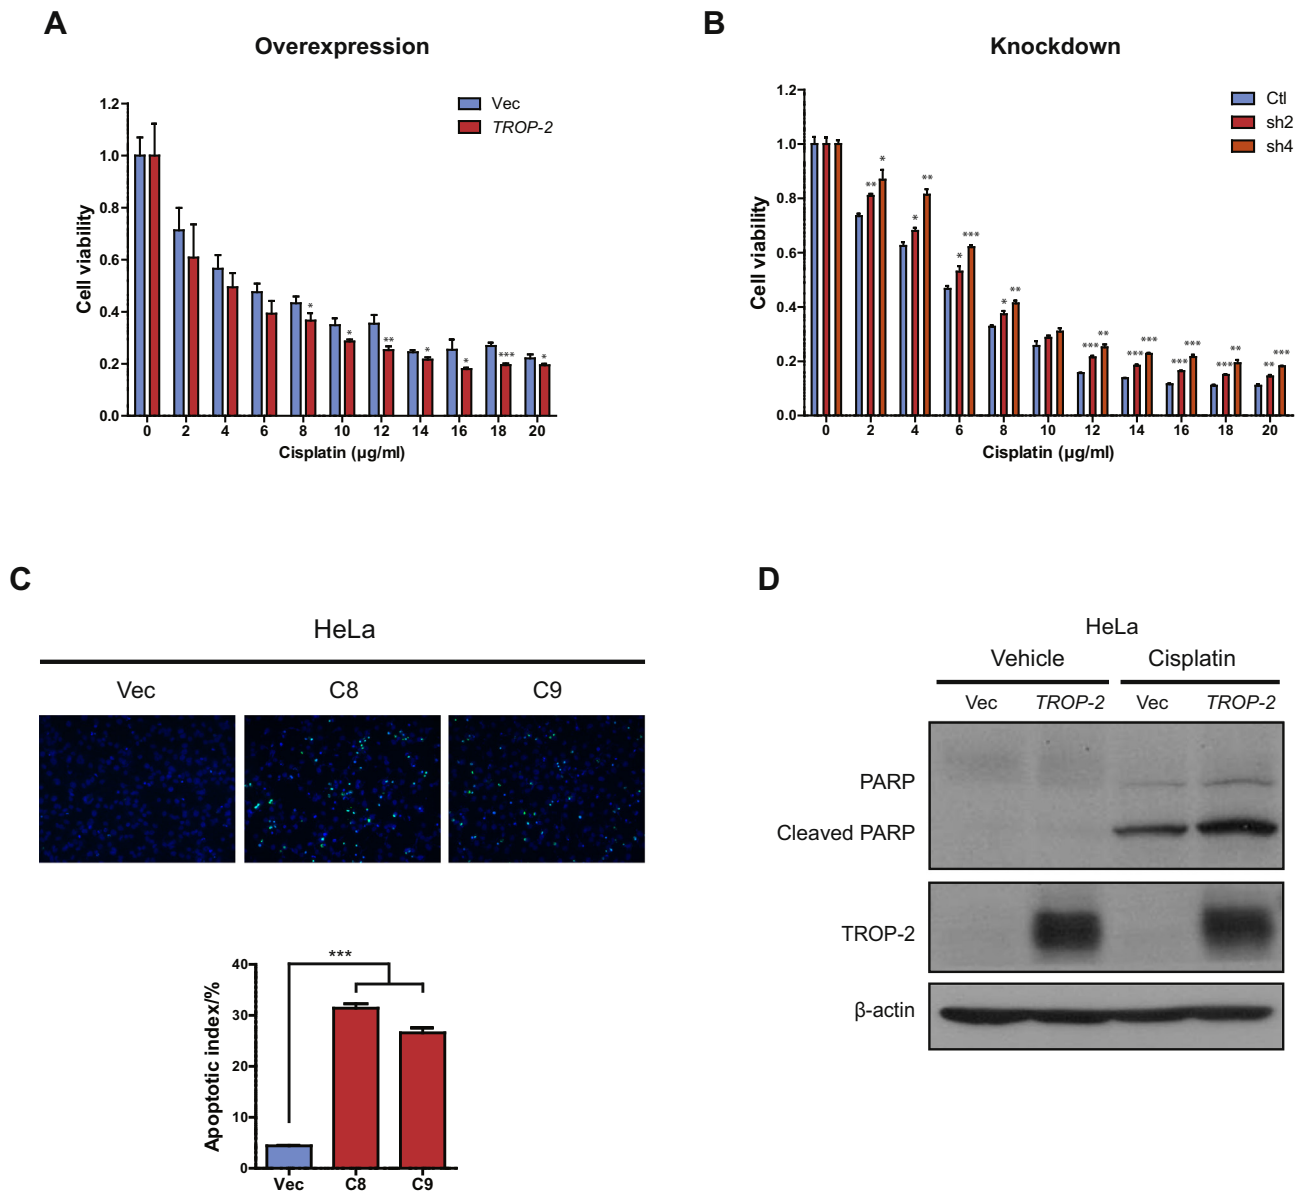 A
Overexpression
Vec
TROP-2
1.2
1.0
0.8
0.6
0.4
0.2
0.0
Cell viability
* * ** * * *** *
0 2 4 6 8 10 12 14 16 18 20
Cisplatin (µg/ml)
B
Knockdown
Ctl
sh2
sh4
1.2
1.0
0.8
0.6
0.4
0.2
0.0
Cell viability
** * * ** * *** * ** *** ** *** *** *** *** *** ** ** ***
0 2 4 6 8 10 12 14 16 18 20
Cisplatin (µg/ml)
C
HeLa
Vec C8 C9
***
40
30
20
10
0
Apoptotic index/%
Vec C8 C9
D
HeLa
Vehicle Cisplatin
Vec TROP-2 Vec TROP-2
PARP
Cleaved PARP
TROP-2
β-actin